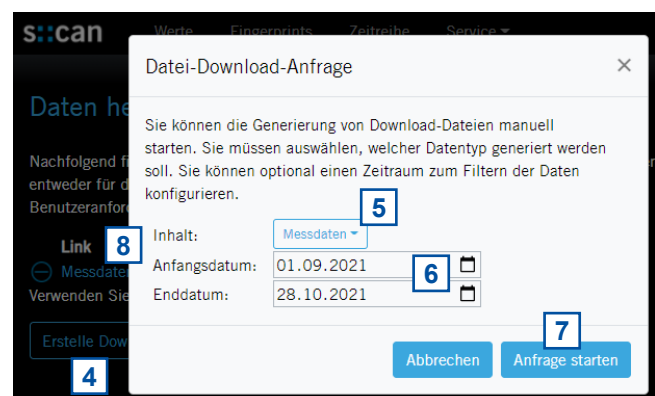 s::can Werte Fingerprints Zeitreihe Service
Datei-Download-Anfrage
Daten he
Sie können die Generierung von Download-Dateien manuell
starten. Sie müssen auswählen, welcher Datentyp generiert werden
soll. Sie können optional einen Zeitraum zum Filtern der Daten
konfigurieren.
Nachfolgend f
entweder für d
Benutzeranfor
5
Link
8
Inhalt: Messdaten
Messdate
Anfangsdatum: 01.09.2021
6
Verwenden Sie
Enddatum: 28.10.2021
7
Erstelle Dow
Abbrechen Anfrage starten
4